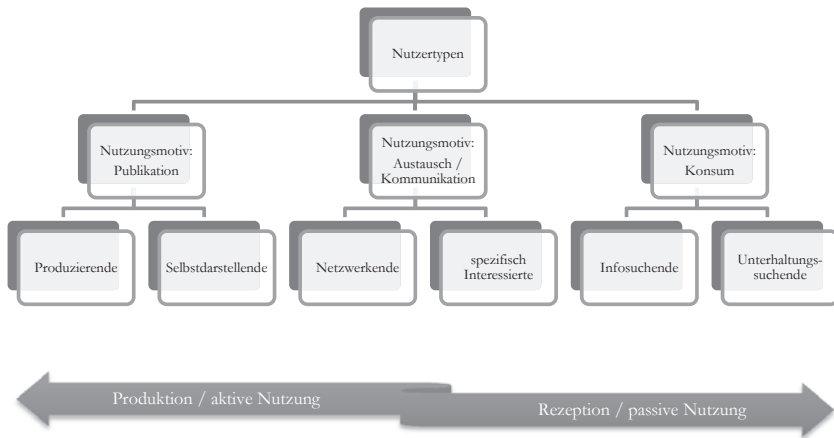 Nutzertypen
Nutzungsmotiv:
Publikation
Nutzungsmotiv:
Austausch /
Kommunikation
Nutzungsmotiv:
Konsum
Produzierende
Selbstdarstellende
Netzwerkende
spezifisch
Interessierte
Infosuchende
Unterhaltungs-
suchende
Produktion / aktive Nutzung
Rezeption / passive Nutzung